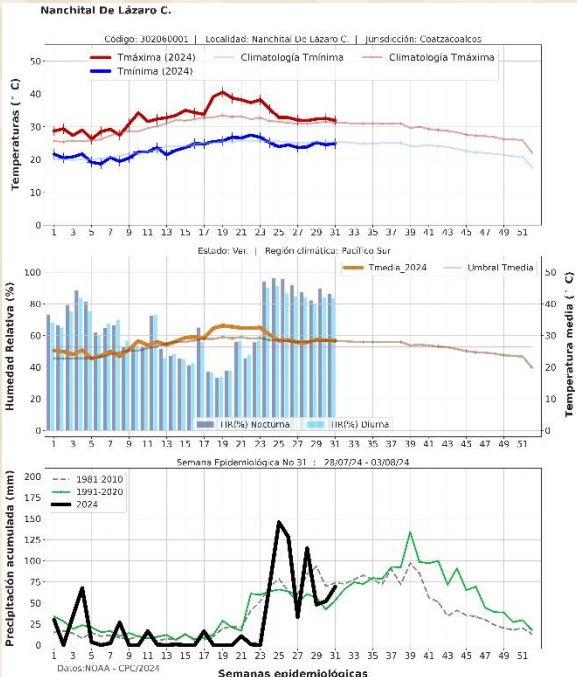 Nanchital De Lázaro C.
Código: 302060001 | Localidad: Nanchital De Lázaro C. | Jurisdicción: Coatzacoalcos
Tmáxima (2024)
Climatología Tmínima
Climatología Tmáxima
Tmínima (2024)
Temperaturas (° C)
50
40
30
20
10
0
1 3 5 7 9 11 13 15 17 19 21 23 25 27 29 31 33 35 37 39 41 43 45 47 49 51
Estado: Ver. | Región climática: Pacífico Sur
Tmedia_2024
Umbral Tmedia
Humedad Relativa (%)
100
80
60
40
20
0
50
40
30
20
10
0
Temperatura media (° C)
HR(%) Nocturna
HR(%) Diurna
1 3 5 7 9 11 13 15 17 19 21 23 25 27 29 31 33 35 37 39 41 43 45 47 49 51
Semana Epidemiológica No 31 : 28/07/24 - 03/08/24
1981-2010
1991-2020
2024
Precipitación acumulada (mm)
200
175
150
125
100
75
50
25
0
1 3 5 7 9 11 13 15 17 19 21 23 25 27 29 31 33 35 37 39 41 43 45 47 49 51
Datos:NOAA - CPC/2024
Semanas epidemiológicas